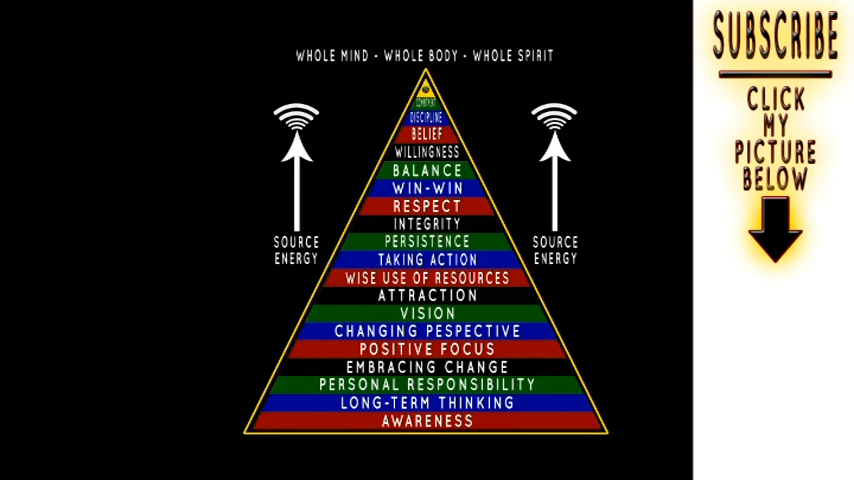 WHOLE MIND - WHOLE BODY - WHOLE SPIRIT
COMMITMENT
DISCIPLINE
BELIEF
WILLINGNESS
BALANCE
WIN-WIN
RESPECT
INTEGRITY
PERSISTENCE
TAKING ACTION
WISE USE OF RESOURCES
ATTRACTION
VISION
CHANGING PESPECTIVE
POSITIVE FOCUS
EMBRACING CHANGE
PERSONAL RESPONSIBILITY
LONG-TERM THINKING
AWARENESS
SOURCE
ENERGY
SOURCE
ENERGY
SUBSCRIBE
CLICK
MY
PICTURE
BELOW